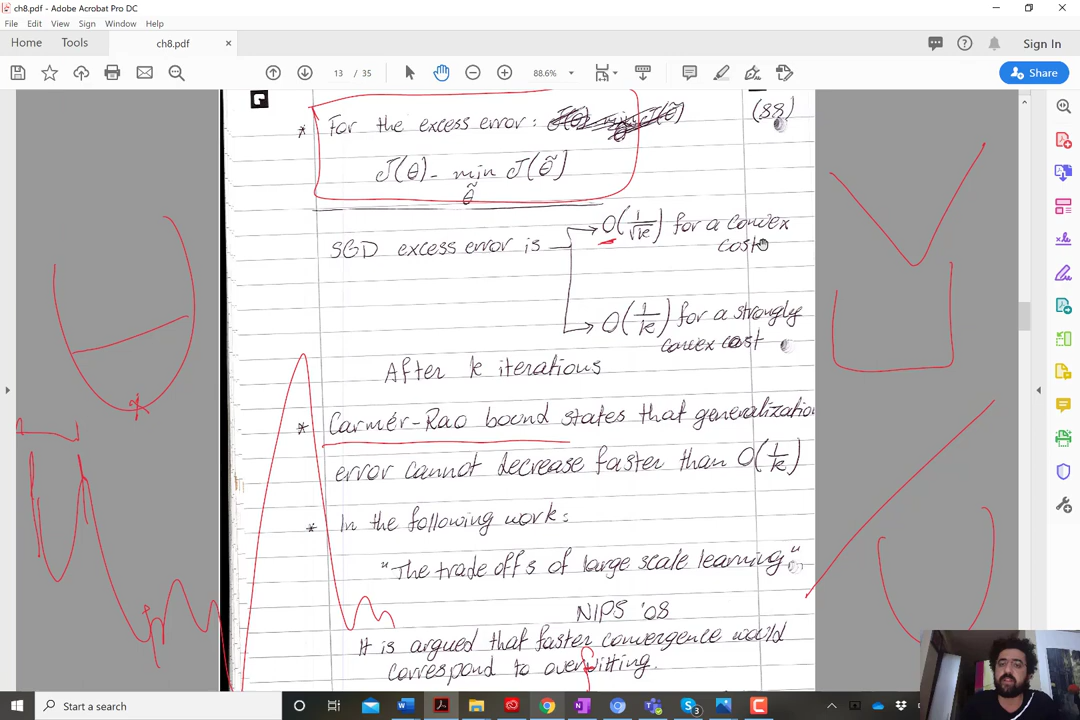 ch8.pdf - Adobe Acrobat Pro DC
File Edit View Sign Window Help
Home Tools ch8.pdf × Sign In
13 / 35 88.6% Share
(88)
* For the excess error:
J(θ) - min J(θ̃)
θ̃
SGD excess error is
O(1/√k) for a convex
cost
O(1/k) for a strongly
convex cost
After k iterations
* Carmér-Rao bound states that generalizatio
error cannot decrease faster than O(1/k)
* In the following work:
"The trade offs of large scale learning"
NIPS '08
It is argued that faster convergence would
correspond to overfitting.
Start a search